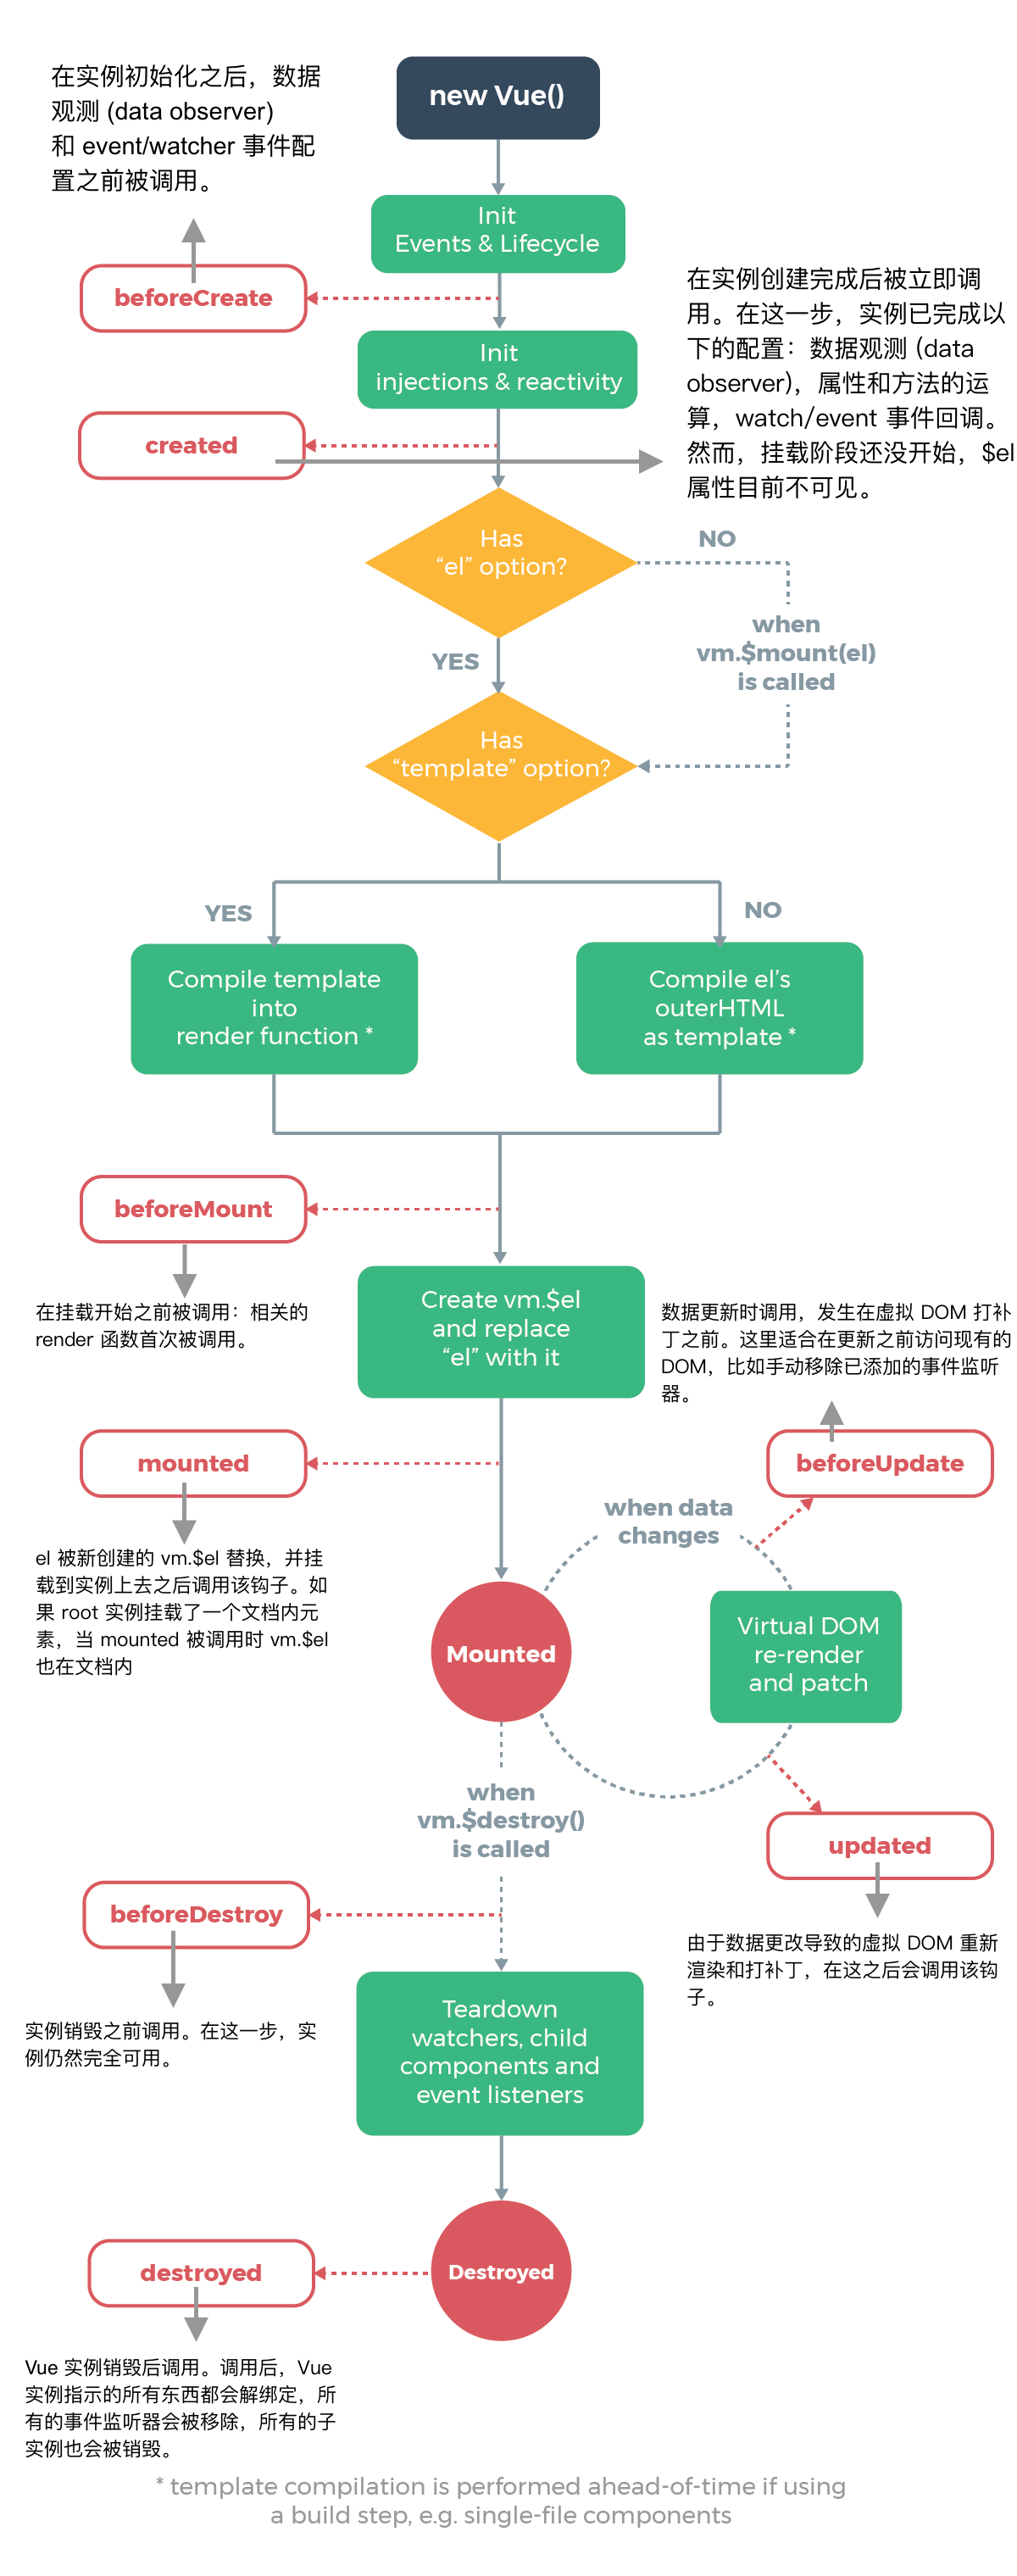 new Vue()
在实例初始化之后，数据
观测 (data observer)
和 event/watcher 事件配
置之前被调用。
Init
Events & Lifecycle
beforeCreate
在实例创建完成后被立即调
用。在这一步，实例已完成以
下的配置：数据观测 (data
observer)，属性和方法的运
算，watch/event 事件回调。
然而，挂载阶段还没开始，$el
属性目前不可见。
Init
injections & reactivity
created
Has
“el” option?
NO
when
vm.$mount(el)
is called
YES
Has
“template” option?
YES
NO
Compile template
into
render function *
Compile el’s
outerHTML
as template *
beforeMount
在挂载开始之前被调用：相关的
render 函数首次被调用。
Create vm.$el
and replace
“el” with it
数据更新时调用，发生在虚拟 DOM 打补
丁之前。这里适合在更新之前访问现有的
DOM，比如手动移除已添加的事件监听
器。
mounted
beforeUpdate
when data
changes
el 被新创建的 vm.$el 替换，并挂
载到实例上去之后调用该钩子。如
果 root 实例挂载了一个文档内元
素，当 mounted 被调用时 vm.$el
也在文档内
Mounted
Virtual DOM
re-render
and patch
when
vm.$destroy()
is called
updated
beforeDestroy
由于数据更改导致的虚拟 DOM 重新
渲染和打补丁，在这之后会调用该钩
子。
实例销毁之前调用。在这一步，实
例仍然完全可用。
Teardown
watchers, child
components and
event listeners
destroyed
Destroyed
Vue 实例销毁后调用。调用后，Vue
实例指示的所有东西都会解绑定，所
有的事件监听器会被移除，所有的子
实例也会被销毁。
* template compilation is performed ahead-of-time if using
a build step, e.g. single-file components